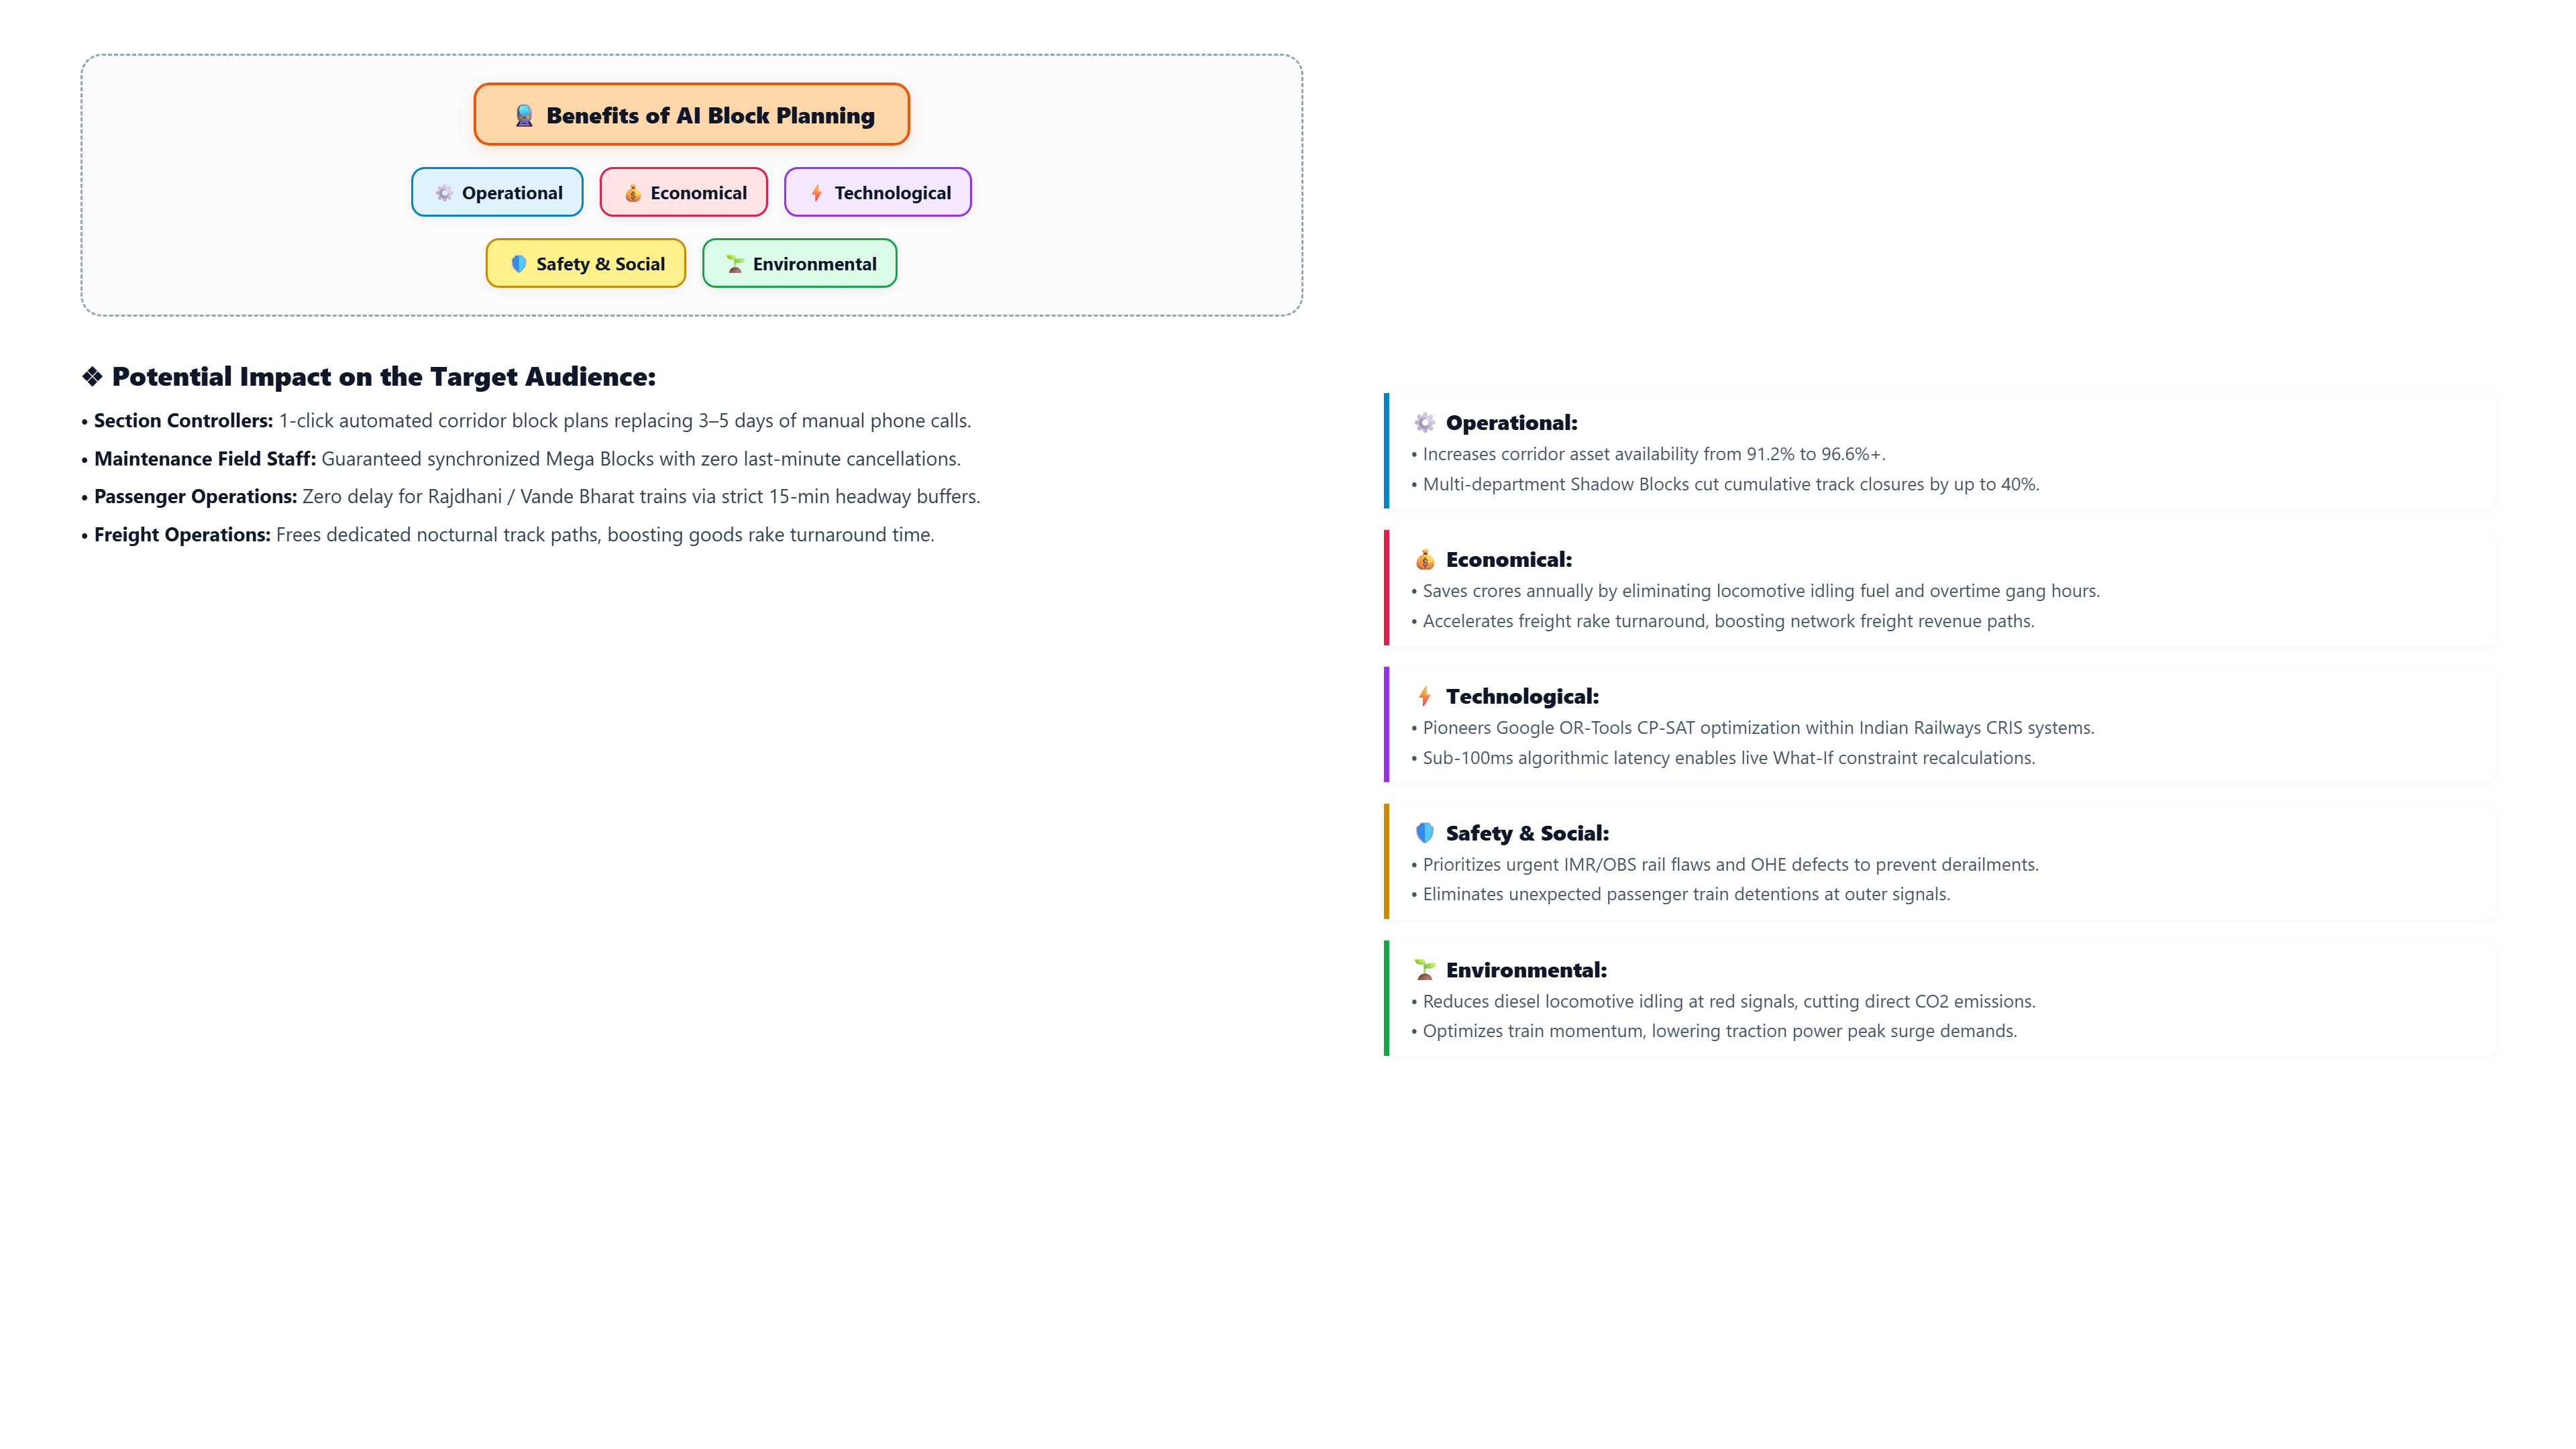 Benefits of AI Block Planning
Operational
Economical
Technological
Safety & Social
Environmental
❖ Potential Impact on the Target Audience:
• Section Controllers: 1-click automated corridor block plans replacing 3–5 days of manual phone calls.
• Maintenance Field Staff: Guaranteed synchronized Mega Blocks with zero last-minute cancellations.
• Passenger Operations: Zero delay for Rajdhani / Vande Bharat trains via strict 15-min headway buffers.
• Freight Operations: Frees dedicated nocturnal track paths, boosting goods rake turnaround time.
Operational:
• Increases corridor asset availability from 91.2% to 96.6%+.
• Multi-department Shadow Blocks cut cumulative track closures by up to 40%.
Economical:
• Saves crores annually by eliminating locomotive idling fuel and overtime gang hours.
• Accelerates freight rake turnaround, boosting network freight revenue paths.
Technological:
• Pioneers Google OR-Tools CP-SAT optimization within Indian Railways CRIS systems.
• Sub-100ms algorithmic latency enables live What-If constraint recalculations.
Safety & Social:
• Prioritizes urgent IMR/OBS rail flaws and OHE defects to prevent derailments.
• Eliminates unexpected passenger train detentions at outer signals.
Environmental:
• Reduces diesel locomotive idling at red signals, cutting direct CO2 emissions.
• Optimizes train momentum, lowering traction power peak surge demands.